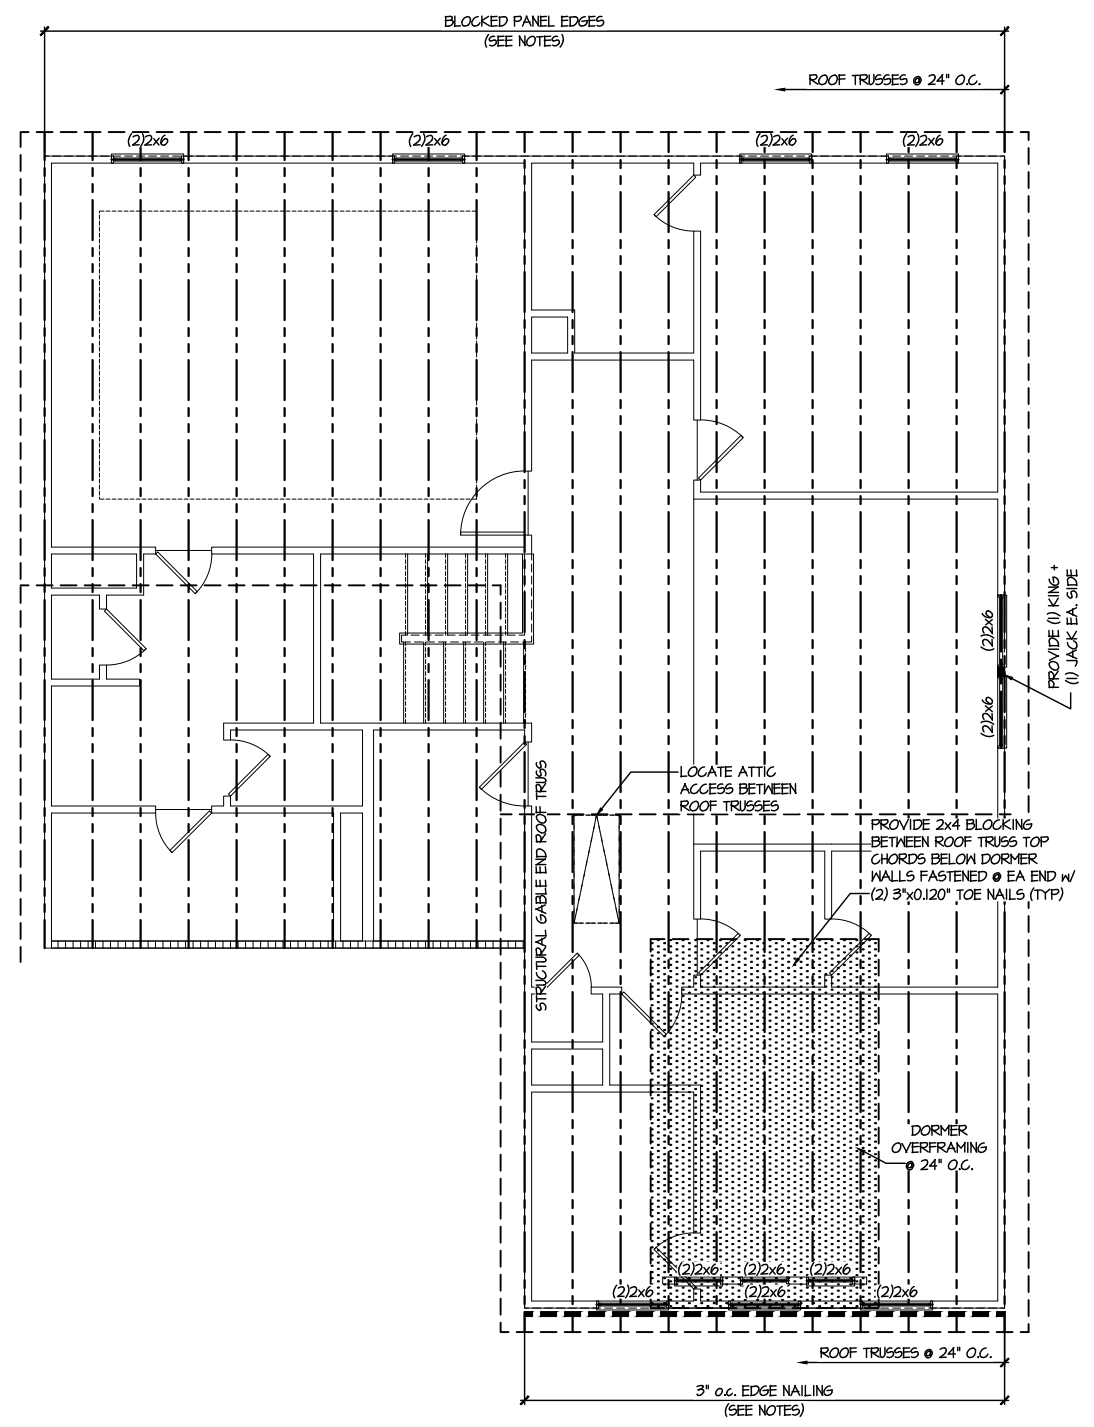 BLOCKED PANEL EDGES
(SEE NOTES)
ROOF TRUSSES @ 24" O.C.
(2)2x6
(2)2x6
(2)2x6
(2)2x6
(2)2x6
(2)2x6
PROVIDE (1) KING +
(1) JACK EA. SIDE
STRUCTURAL GABLE END ROOF TRUSS
LOCATE ATTIC
ACCESS BETWEEN
ROOF TRUSSES
PROVIDE 2x4 BLOCKING
BETWEEN ROOF TRUSS TOP
CHORDS BELOW DORMER
WALLS FASTENED @ EA END w/
(2) 3"x0.120" TOE NAILS (TYP)
DORMER
OVERFRAMING
@ 24" O.C.
(2)2x6
(2)2x6
(2)2x6
(2)2x6
(2)2x6
(2)2x6
ROOF TRUSSES @ 24" O.C.
3" o.c. EDGE NAILING
(SEE NOTES)